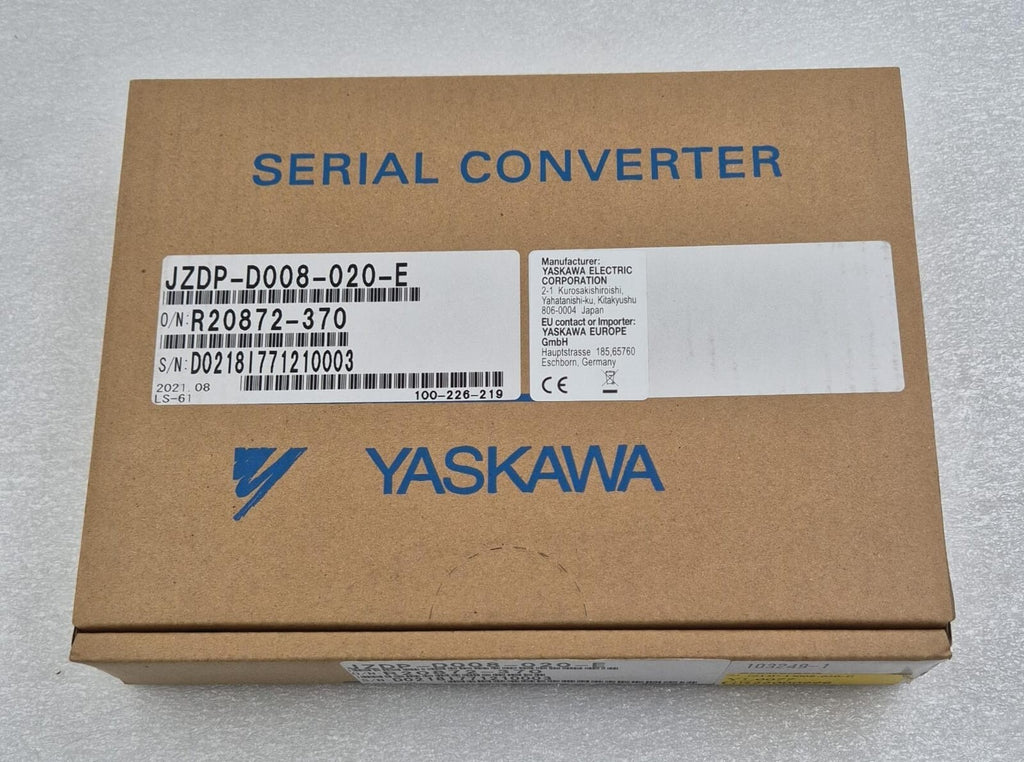 SERIAL CONVERTER
JZDP-D008-020-E
O/N: R20872-370
S/N: D0218I771210003
2021.08
LS-61
100-226-219
Manufacturer:
YASKAWA ELECTRIC
CORPORATION
2-1 Kurosakishiroishi,
Yahatanishi-ku, Kitakyushu
806-0004 Japan
EU contact or Importer:
YASKAWA EUROPE
GmbH
Hauptstrasse 185,65760
Eschborn, Germany
CE
YASKAWA
JZDP-D008-020-E
D0218I771210003
103249-1